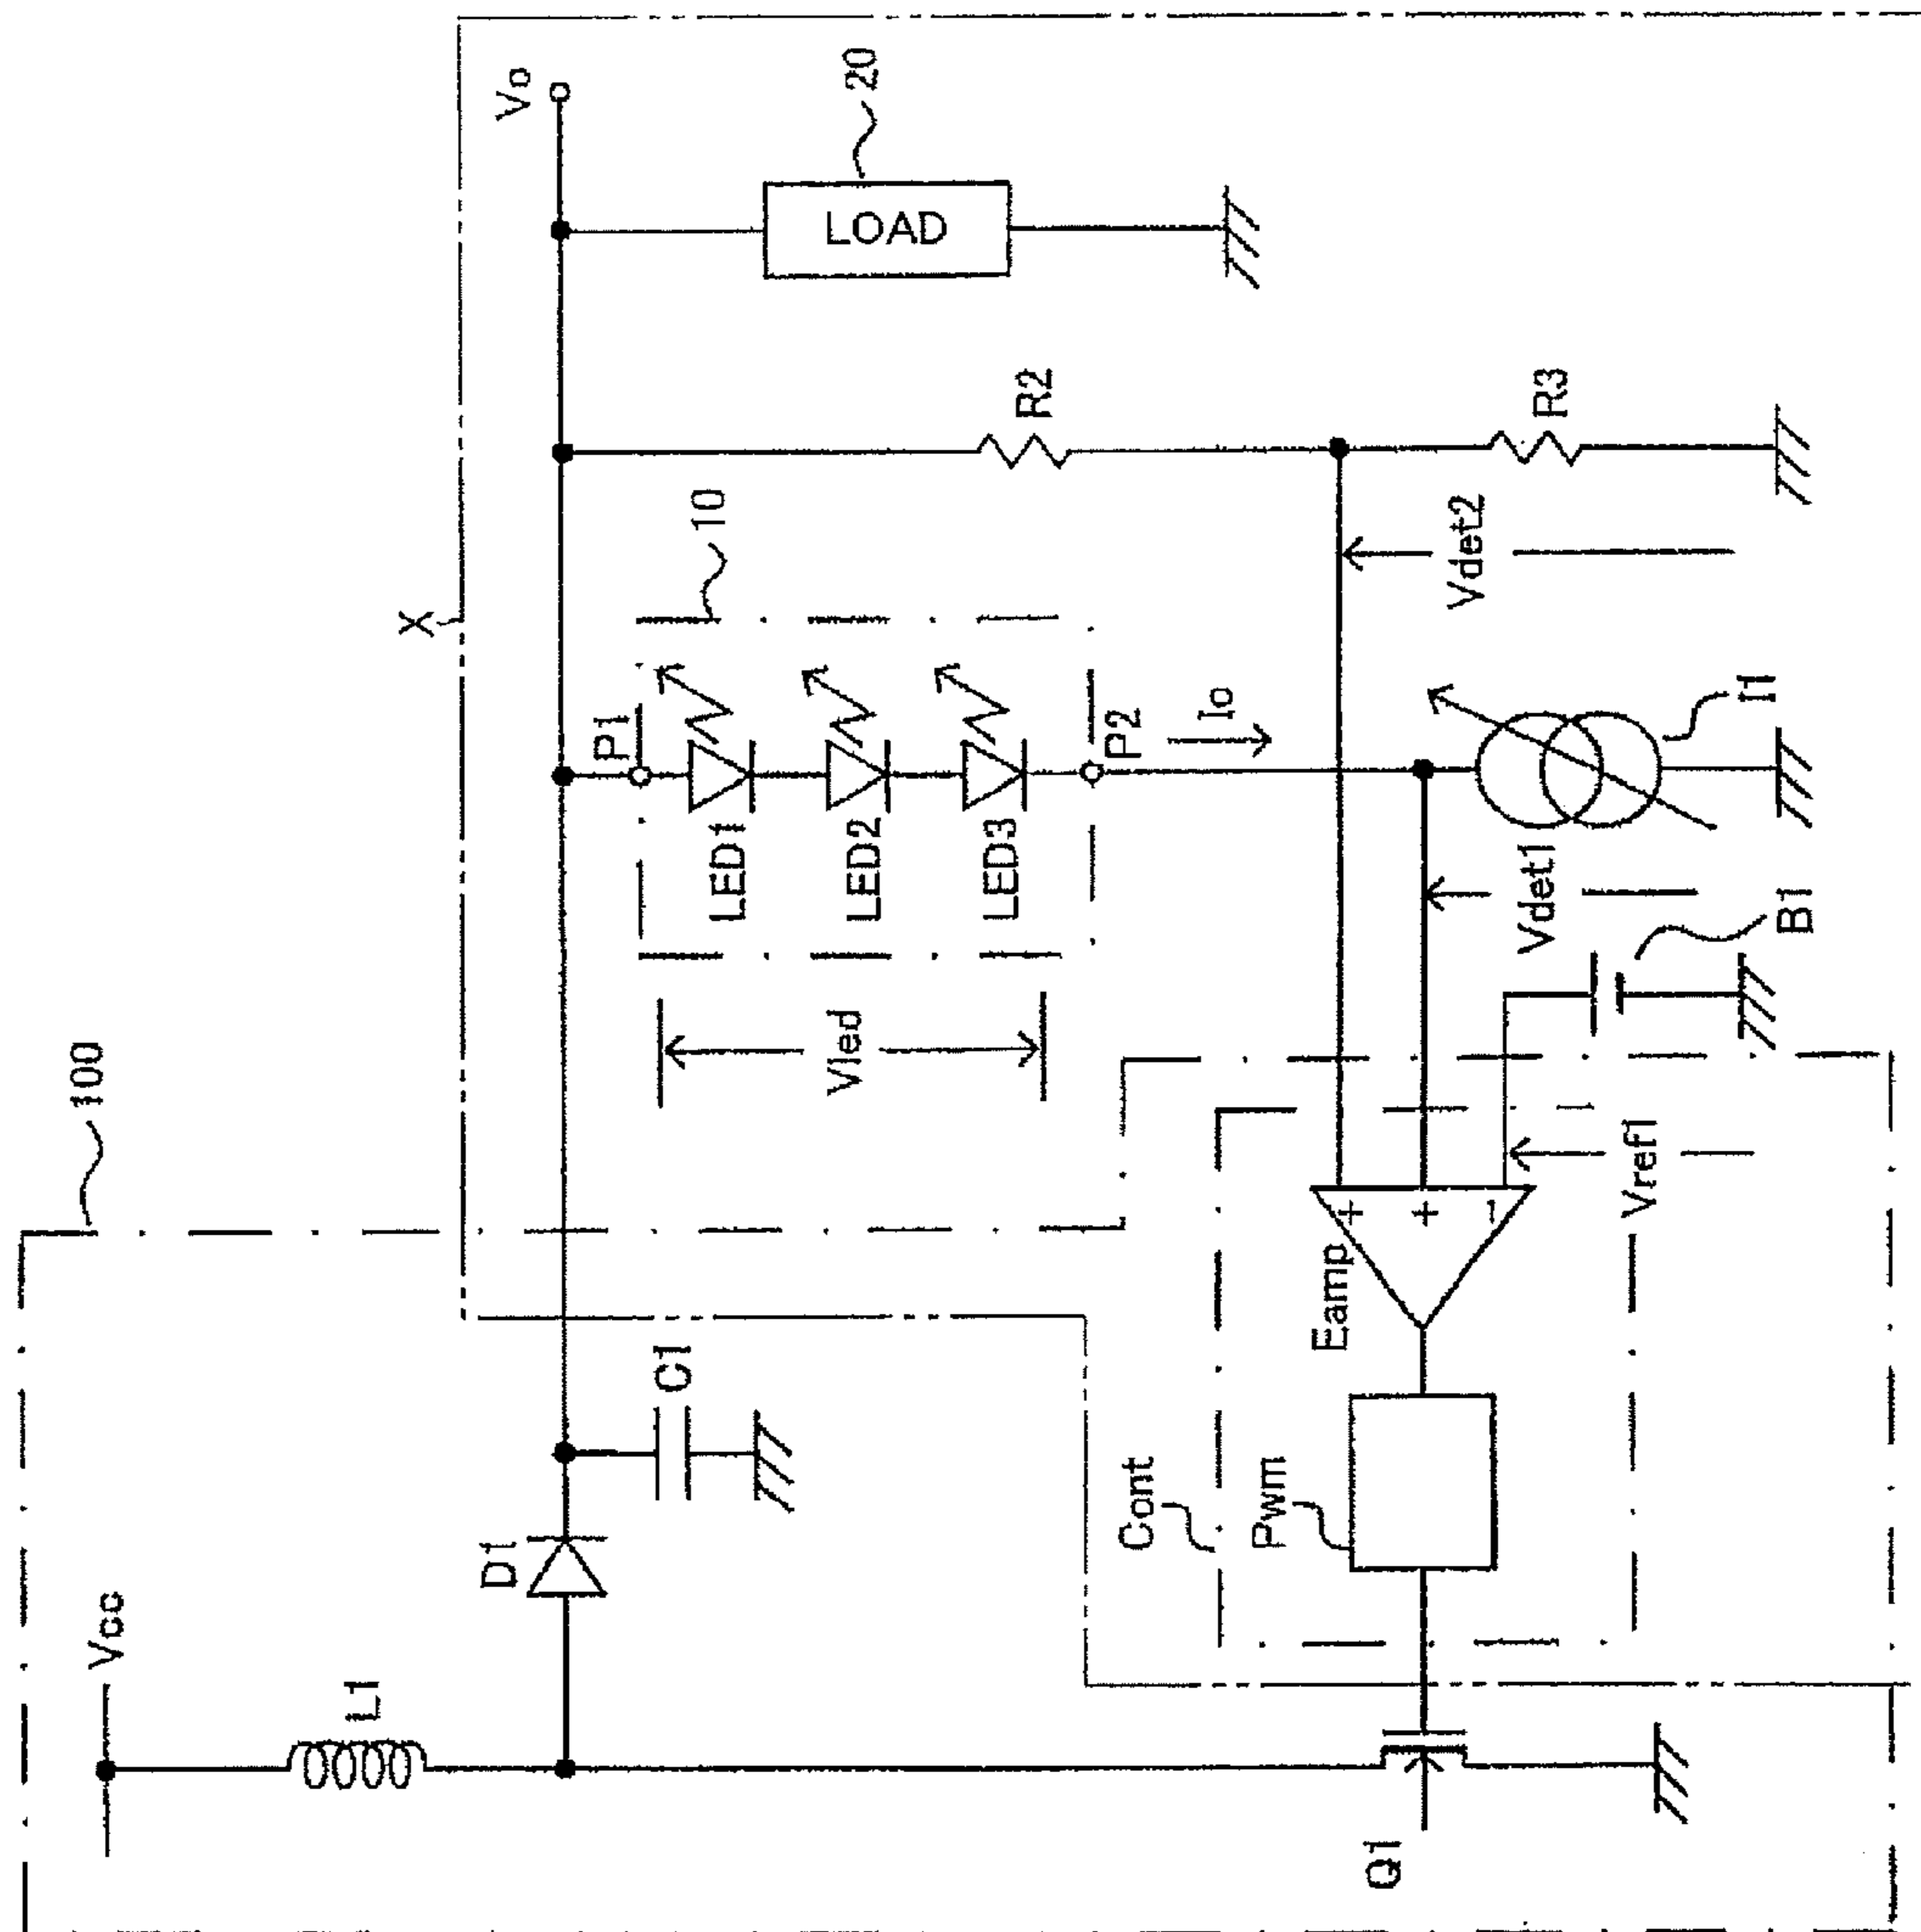 100
Vcc
L1
D1
C1
X
Vo
20
LOAD
P1
10
LED1
LED2
LED3
Vled
P2
Io
R2
R3
Vdet2
Vdet1
I1
B1
Vref1
Eamp
+
+
-
Cont
Pwm
Q1